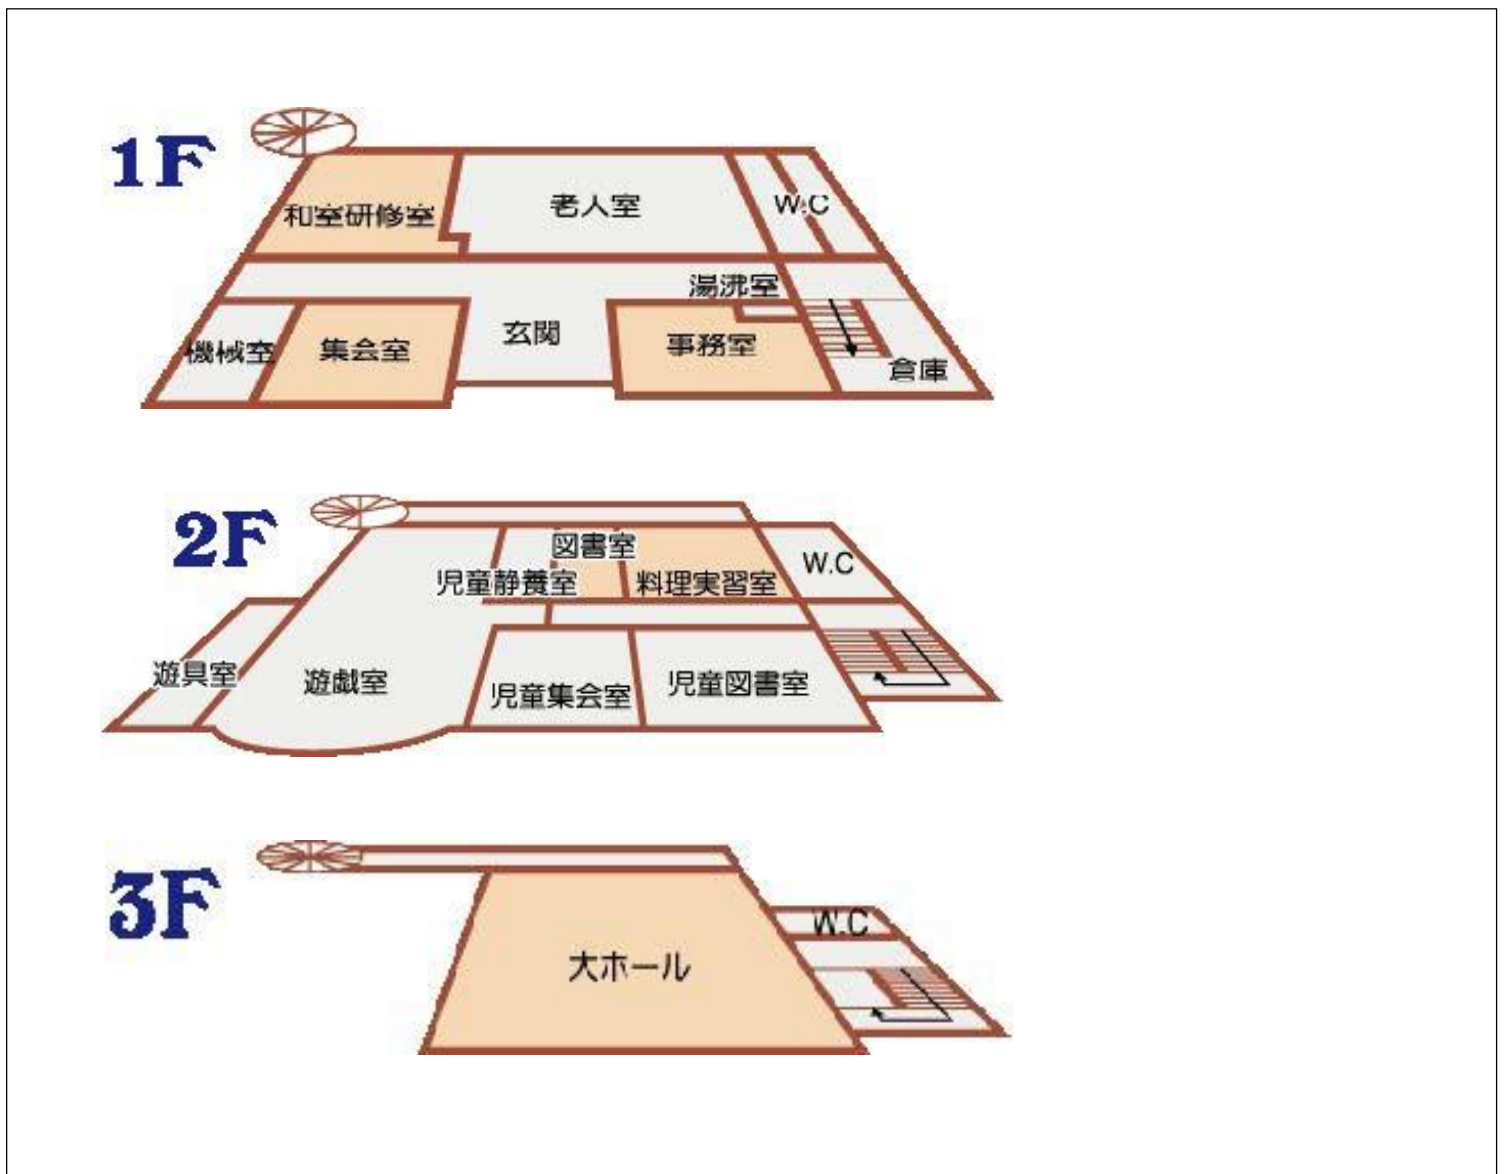 1F
和室研修室
老人室
W.C
湯沸室
機械室
集会室
玄関
事務室
倉庫
2F
図書室
児童静養室
料理実習室
W.C
遊具室
遊戯室
児童集会室
児童図書室
3F
W.C
大ホール